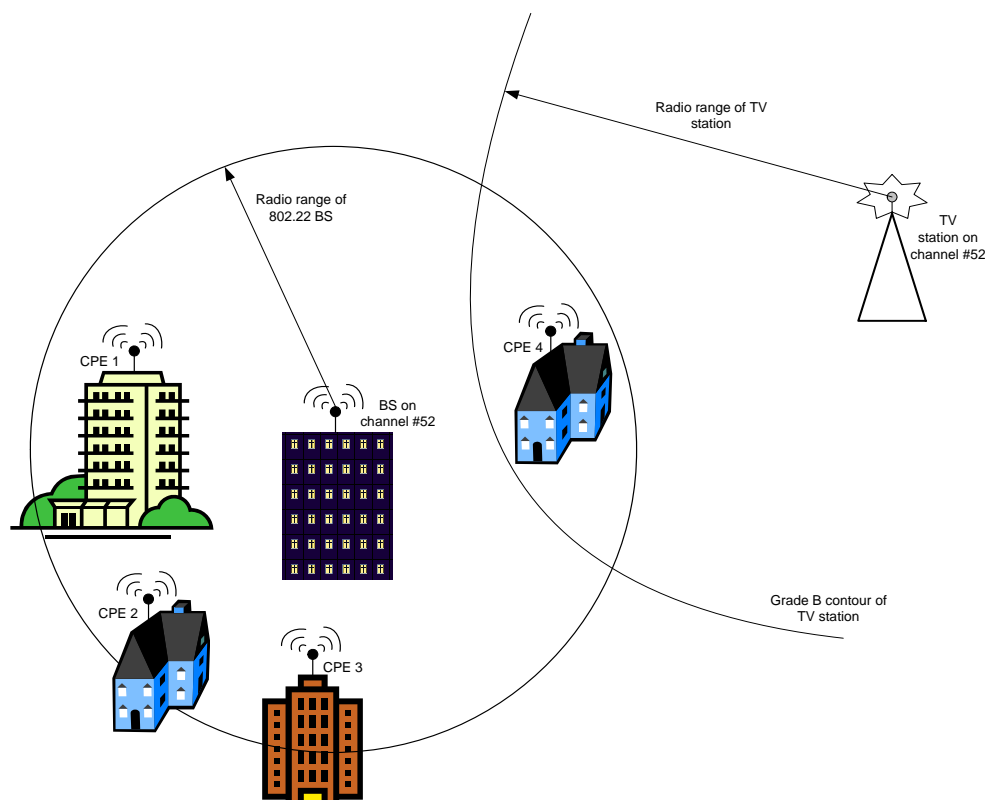 Radio range of TV
station
Radio range of
802.22 BS
TV
station on
channel #52
CPE 1
CPE 4
BS on
channel #52
CPE 2
Grade B contour of
TV station
CPE 3